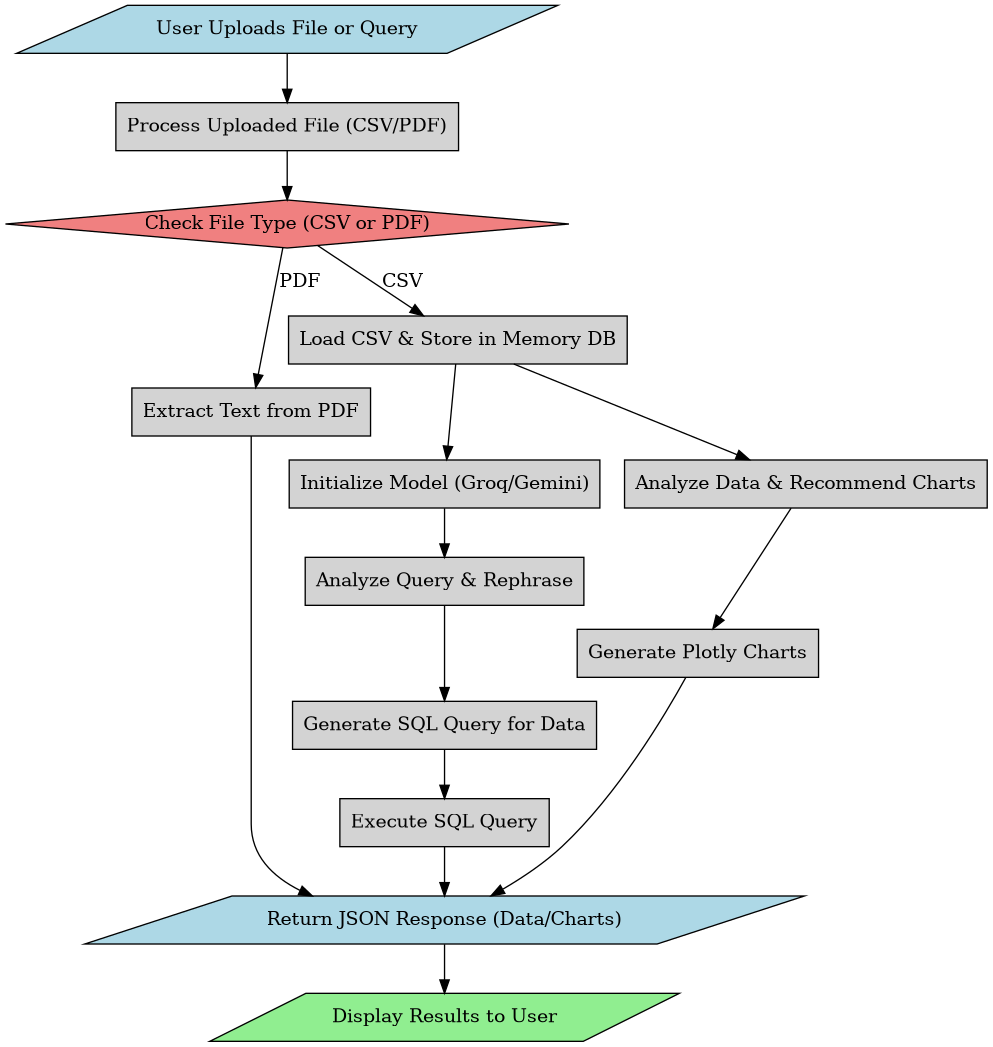 User Uploads File or Query
Process Uploaded File (CSV/PDF)
Check File Type (CSV or PDF)
PDF
CSV
Load CSV & Store in Memory DB
Extract Text from PDF
Initialize Model (Groq/Gemini)
Analyze Data & Recommend Charts
Analyze Query & Rephrase
Generate Plotly Charts
Generate SQL Query for Data
Execute SQL Query
Return JSON Response (Data/Charts)
Display Results to User